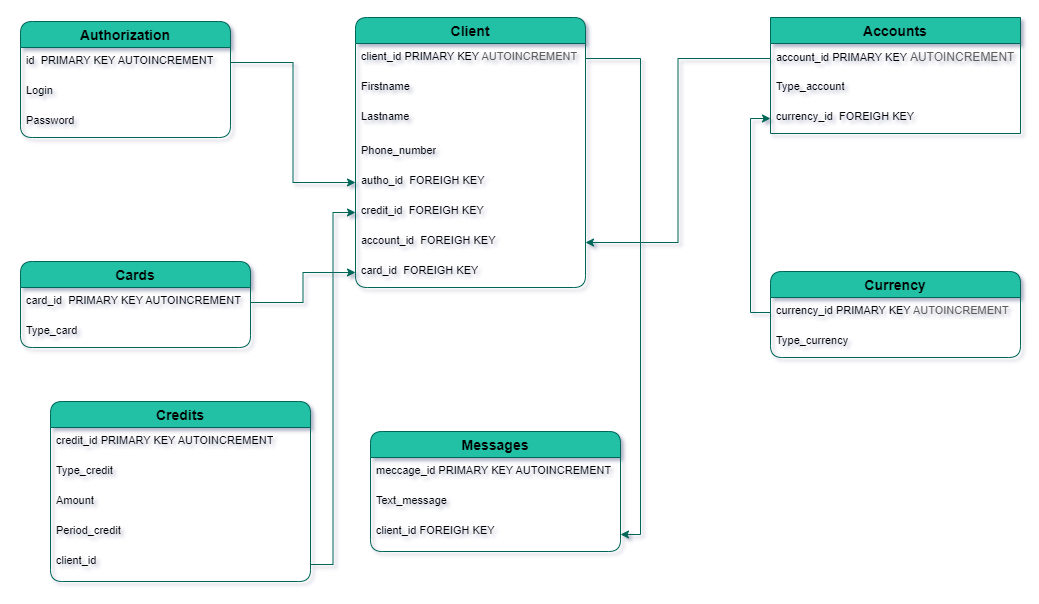 Authorization
id  PRIMARY KEY AUTOINCREMENT
Login
Password
Client
client_id PRIMARY KEY AUTOINCREMENT
Firstname
Lastname
Phone_number
autho_id  FOREIGH KEY
credit_id  FOREIGH KEY
account_id  FOREIGH KEY
card_id  FOREIGH KEY
Accounts
account_id PRIMARY KEY AUTOINCREMENT
Type_account
currency_id  FOREIGH KEY
Cards
card_id  PRIMARY KEY AUTOINCREMENT
Type_card
Currency
currency_id PRIMARY KEY AUTOINCREMENT
Type_currency
Credits
credit_id PRIMARY KEY AUTOINCREMENT
Type_credit
Amount
Period_credit
client_id
Messages
meccage_id PRIMARY KEY AUTOINCREMENT
Text_message
client_id FOREIGH KEY